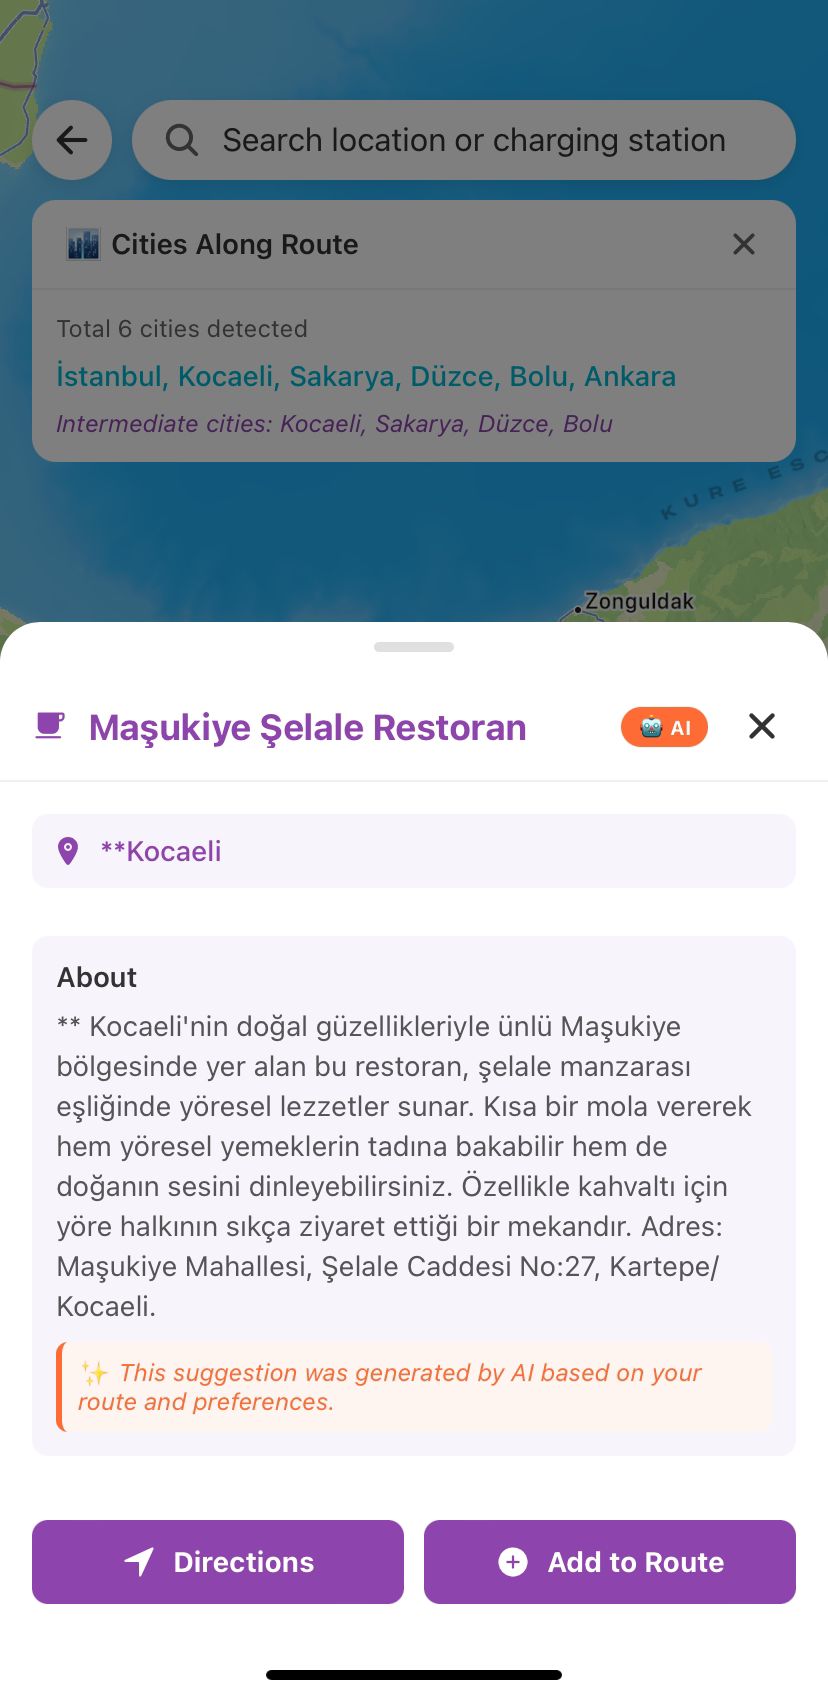 Search location or charging station
Cities Along Route
Total 6 cities detected
İstanbul, Kocaeli, Sakarya, Düzce, Bolu, Ankara
Intermediate cities: Kocaeli, Sakarya, Düzce, Bolu
KURE ESC
Zonguldak
Maşukiye Şelale Restoran
AI
**Kocaeli
About
** Kocaeli'nin doğal güzellikleriyle ünlü Maşukiye
bölgesinde yer alan bu restoran, şelale manzarası
eşliğinde yöresel lezzetler sunar. Kısa bir mola vererek
hem yöresel yemeklerin tadına bakabilir hem de
doğanın sesini dinleyebilirsiniz. Özellikle kahvaltı için
yöre halkının sıkça ziyaret ettiği bir mekandır. Adres:
Maşukiye Mahallesi, Şelale Caddesi No:27, Kartepe/
Kocaeli.
✨ This suggestion was generated by AI based on your
route and preferences.
Directions
Add to Route